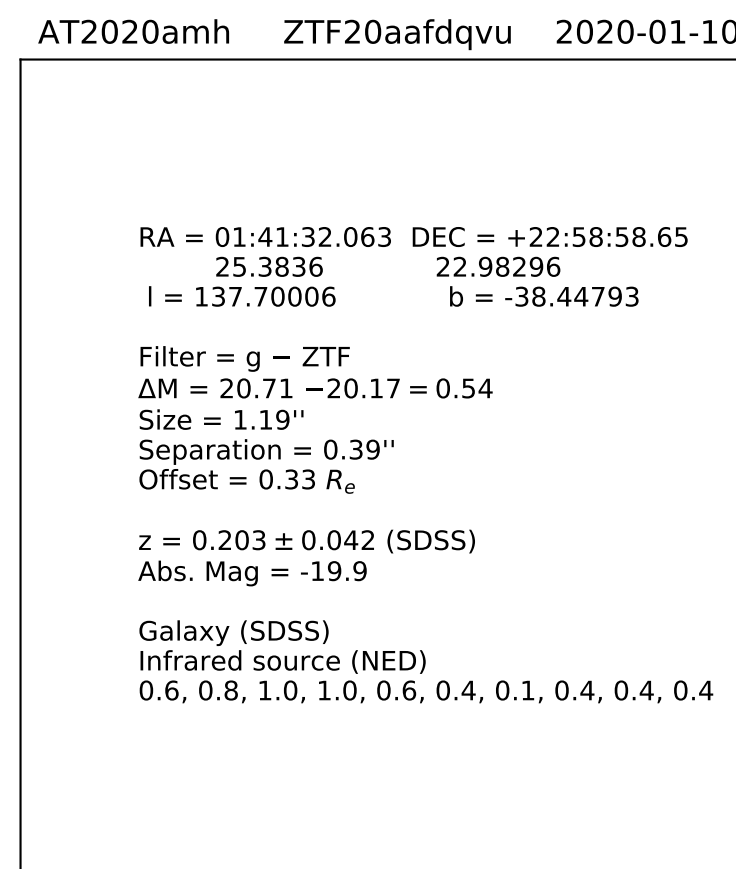 AT2020amh ZTF20aafdqvu 2020-01-10
RA = 01:41:32.063 DEC = +22:58:58.65
25.3836 22.98296
l = 137.70006 b = -38.44793
Filter = g − ZTF
ΔM = 20.71 −20.17 = 0.54
Size = 1.19''
Separation = 0.39''
Offset = 0.33 Rₑ
z = 0.203 ± 0.042 (SDSS)
Abs. Mag = -19.9
Galaxy (SDSS)
Infrared source (NED)
0.6, 0.8, 1.0, 1.0, 0.6, 0.4, 0.1, 0.4, 0.4, 0.4